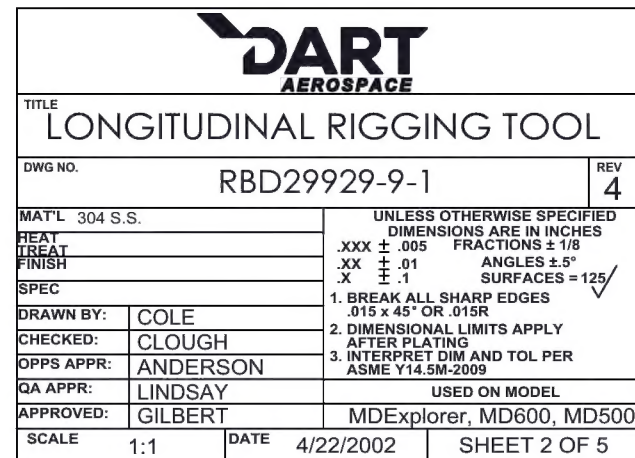 DART
AEROSPACE
TITLE
LONGITUDINAL RIGGING TOOL
DWG NO.
RBD29929-9-1
REV
4
MAT'L 304 S.S.
HEAT
TREAT
FINISH
SPEC
DRAWN BY: COLE
CHECKED: CLOUGH
OPPS APPR: ANDERSON
QA APPR: LINDSAY
APPROVED: GILBERT
UNLESS OTHERWISE SPECIFIED
DIMENSIONS ARE IN INCHES
.XXX ± .005 FRACTIONS ± 1/8
.XX ± .01 ANGLES ±.5°
.X ± .1 SURFACES = 125
1. BREAK ALL SHARP EDGES
.015 x 45° OR .015R
2. DIMENSIONAL LIMITS APPLY
AFTER PLATING
3. INTERPRET DIM AND TOL PER
ASME Y14.5M-2009
USED ON MODEL
MDExplorer, MD600, MD500
SCALE 1:1 DATE 4/22/2002 SHEET 2 OF 5